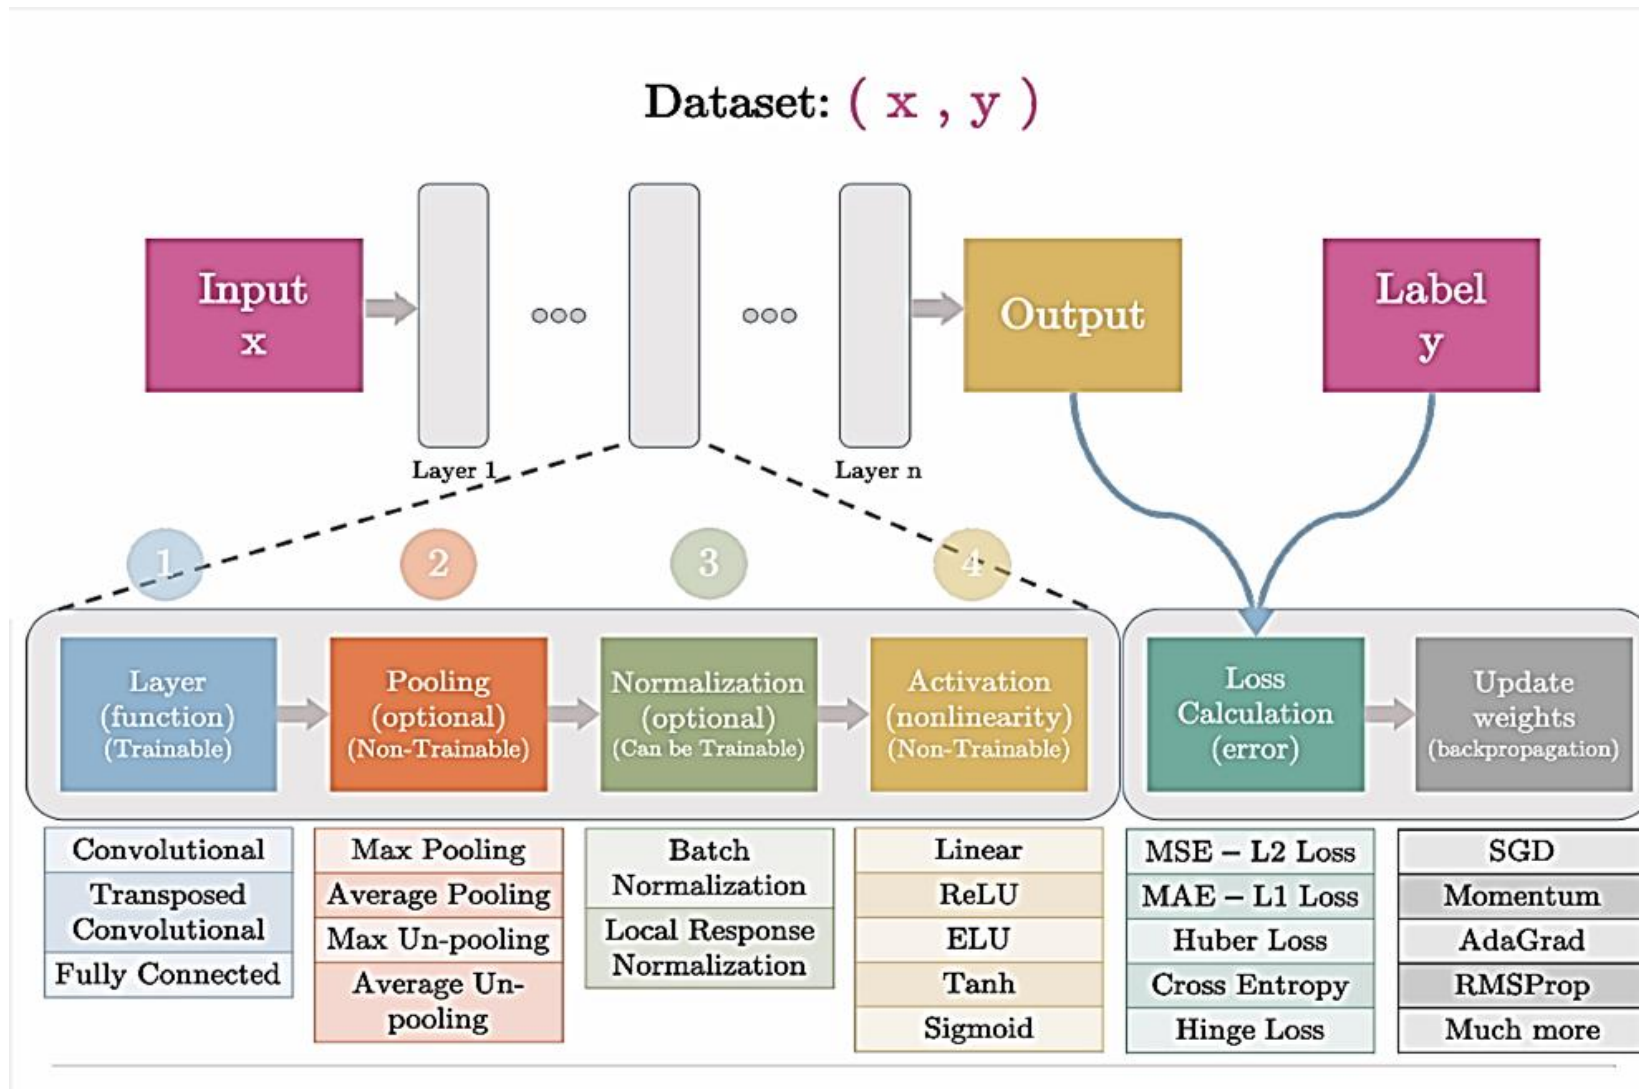 Dataset: ( x , y )
Input
x
Output
Label
y
Layer 1
Layer n
1
2
3
4
Layer
(function)
(Trainable)
Pooling
(optional)
(Non-Trainable)
Normalization
(optional)
(Can be Trainable)
Activation
(nonlinearity)
(Non-Trainable)
Loss
Calculation
(error)
Update
weights
(backpropagation)
Convolutional
Transposed
Convolutional
Fully Connected
Max Pooling
Average Pooling
Max Un-pooling
Average Un-
pooling
Batch
Normalization
Local Response
Normalization
Linear
ReLU
ELU
Tanh
Sigmoid
MSE – L2 Loss
MAE – L1 Loss
Huber Loss
Cross Entropy
Hinge Loss
SGD
Momentum
AdaGrad
RMSProp
Much more